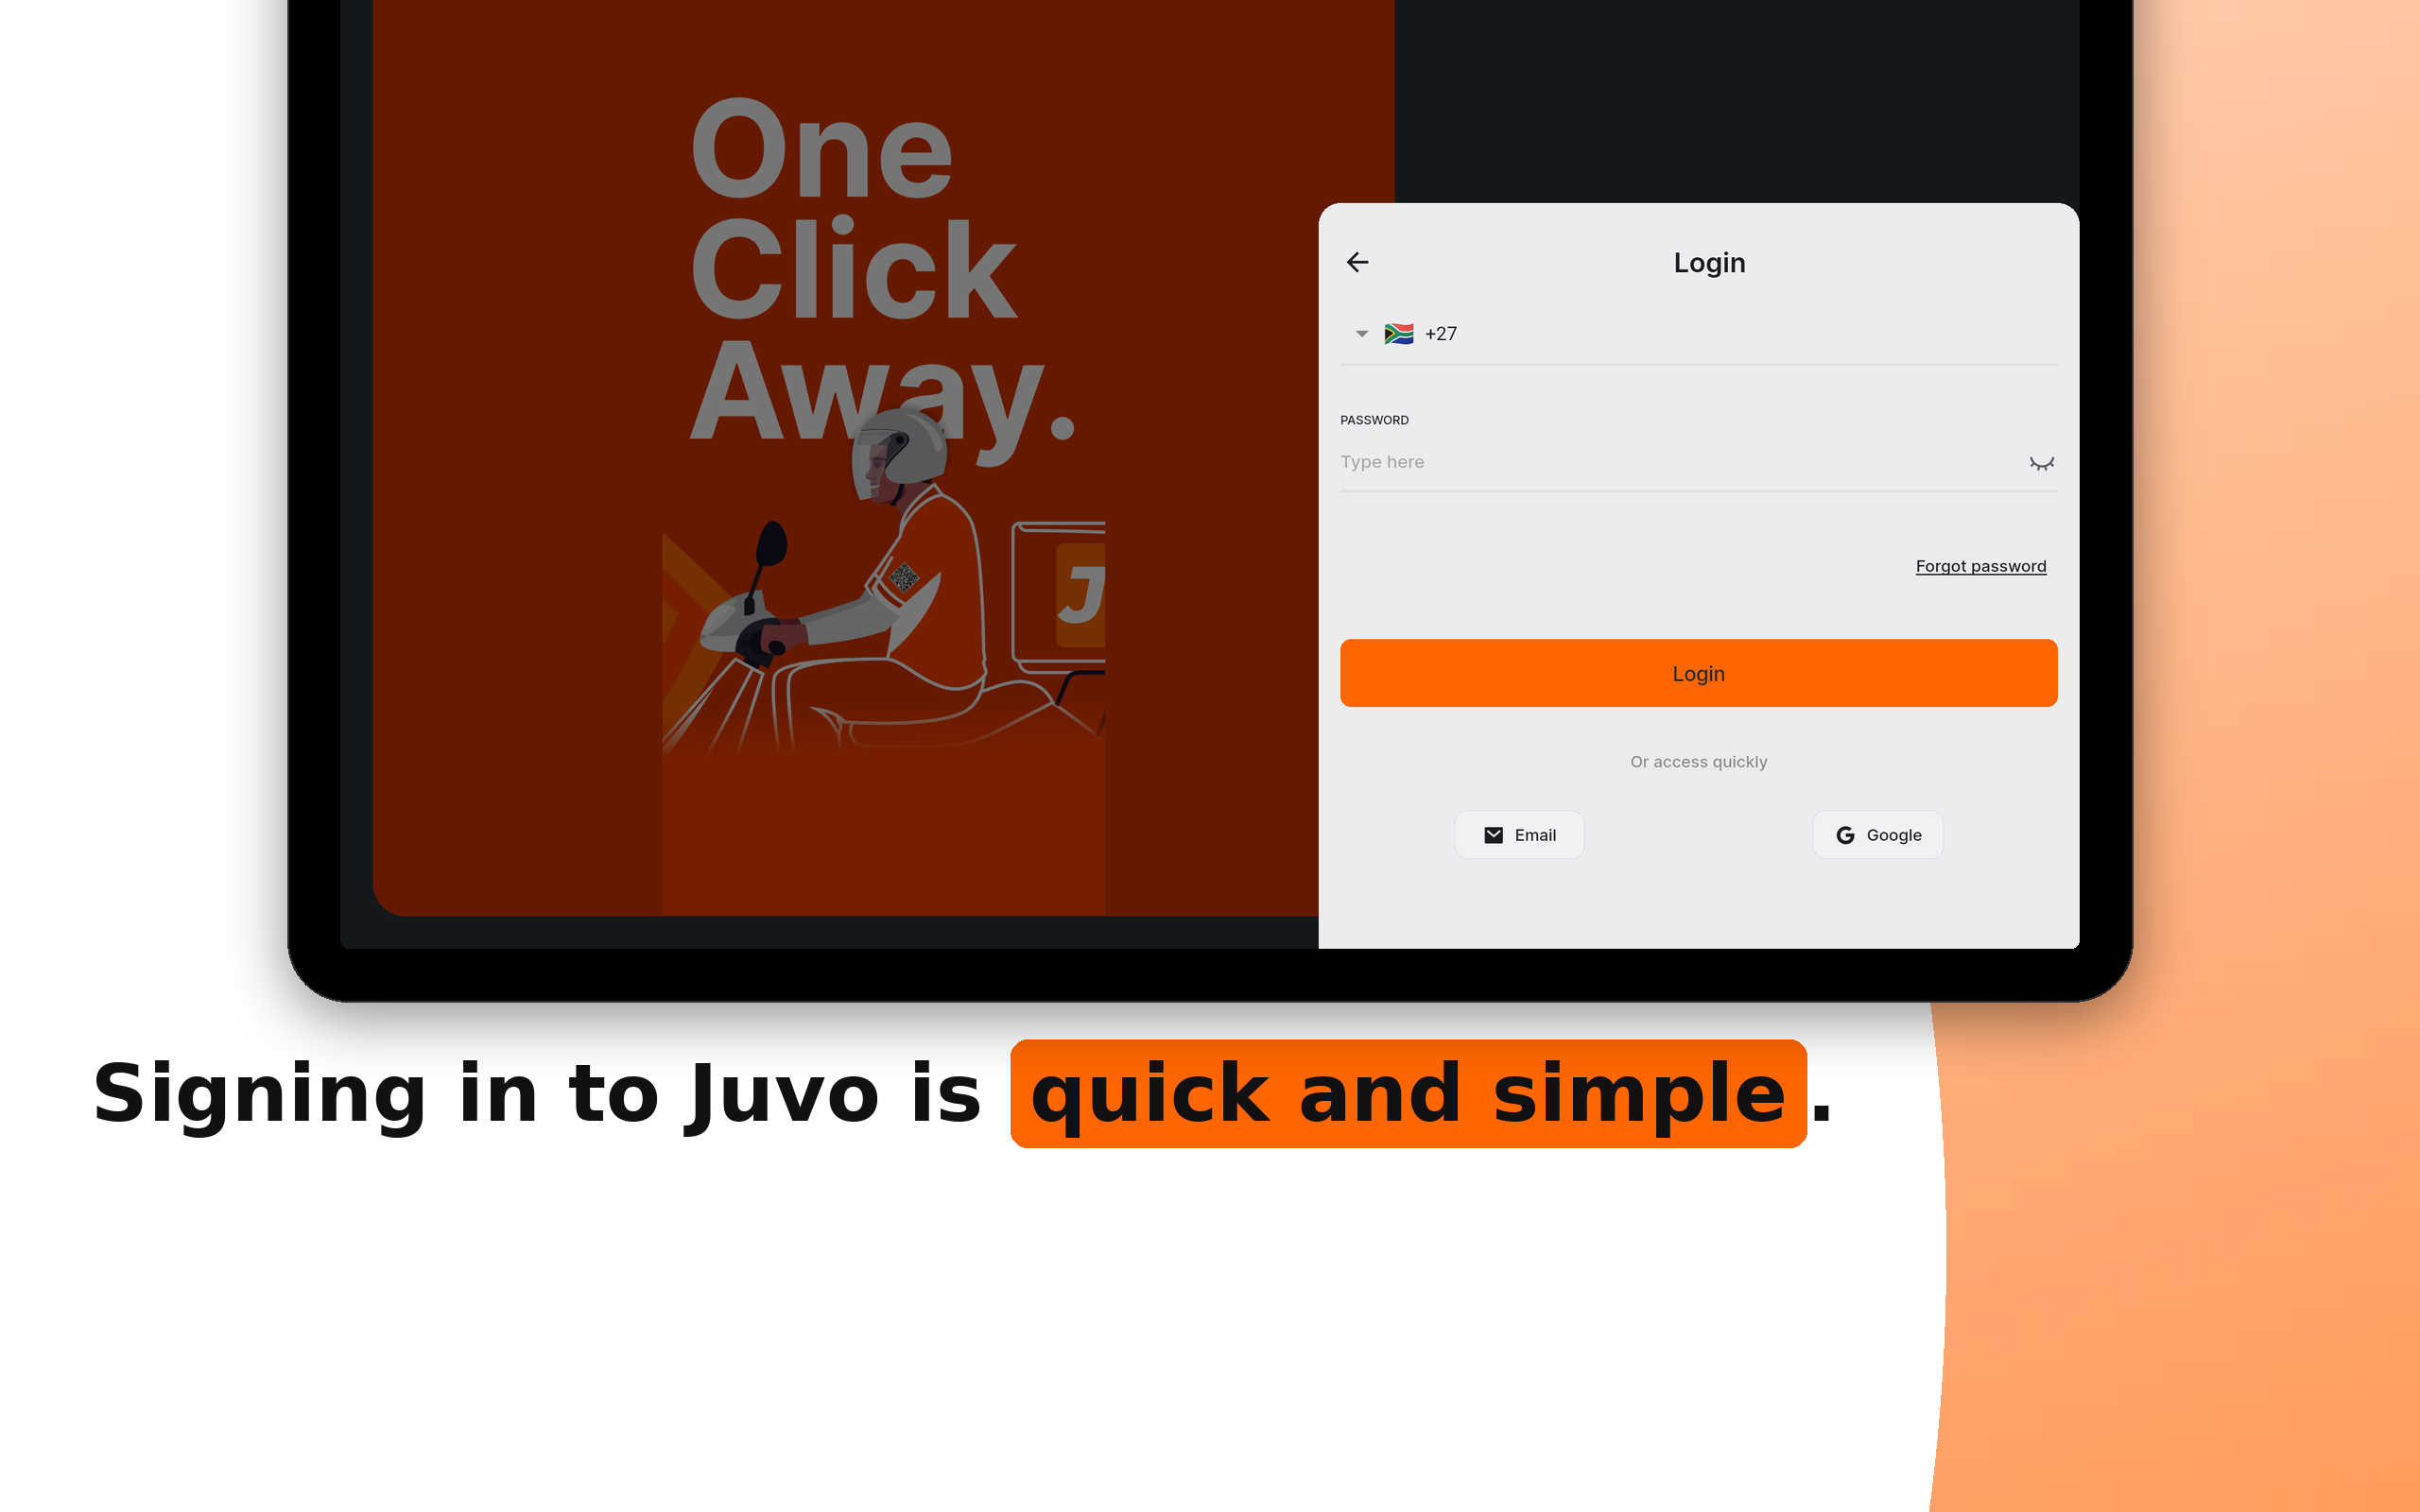 One
Click
Away.
J
Login
+27
PASSWORD
Type here
Forgot password
Login
Or access quickly
Email
Google
Signing in to Juvo is quick and simple.